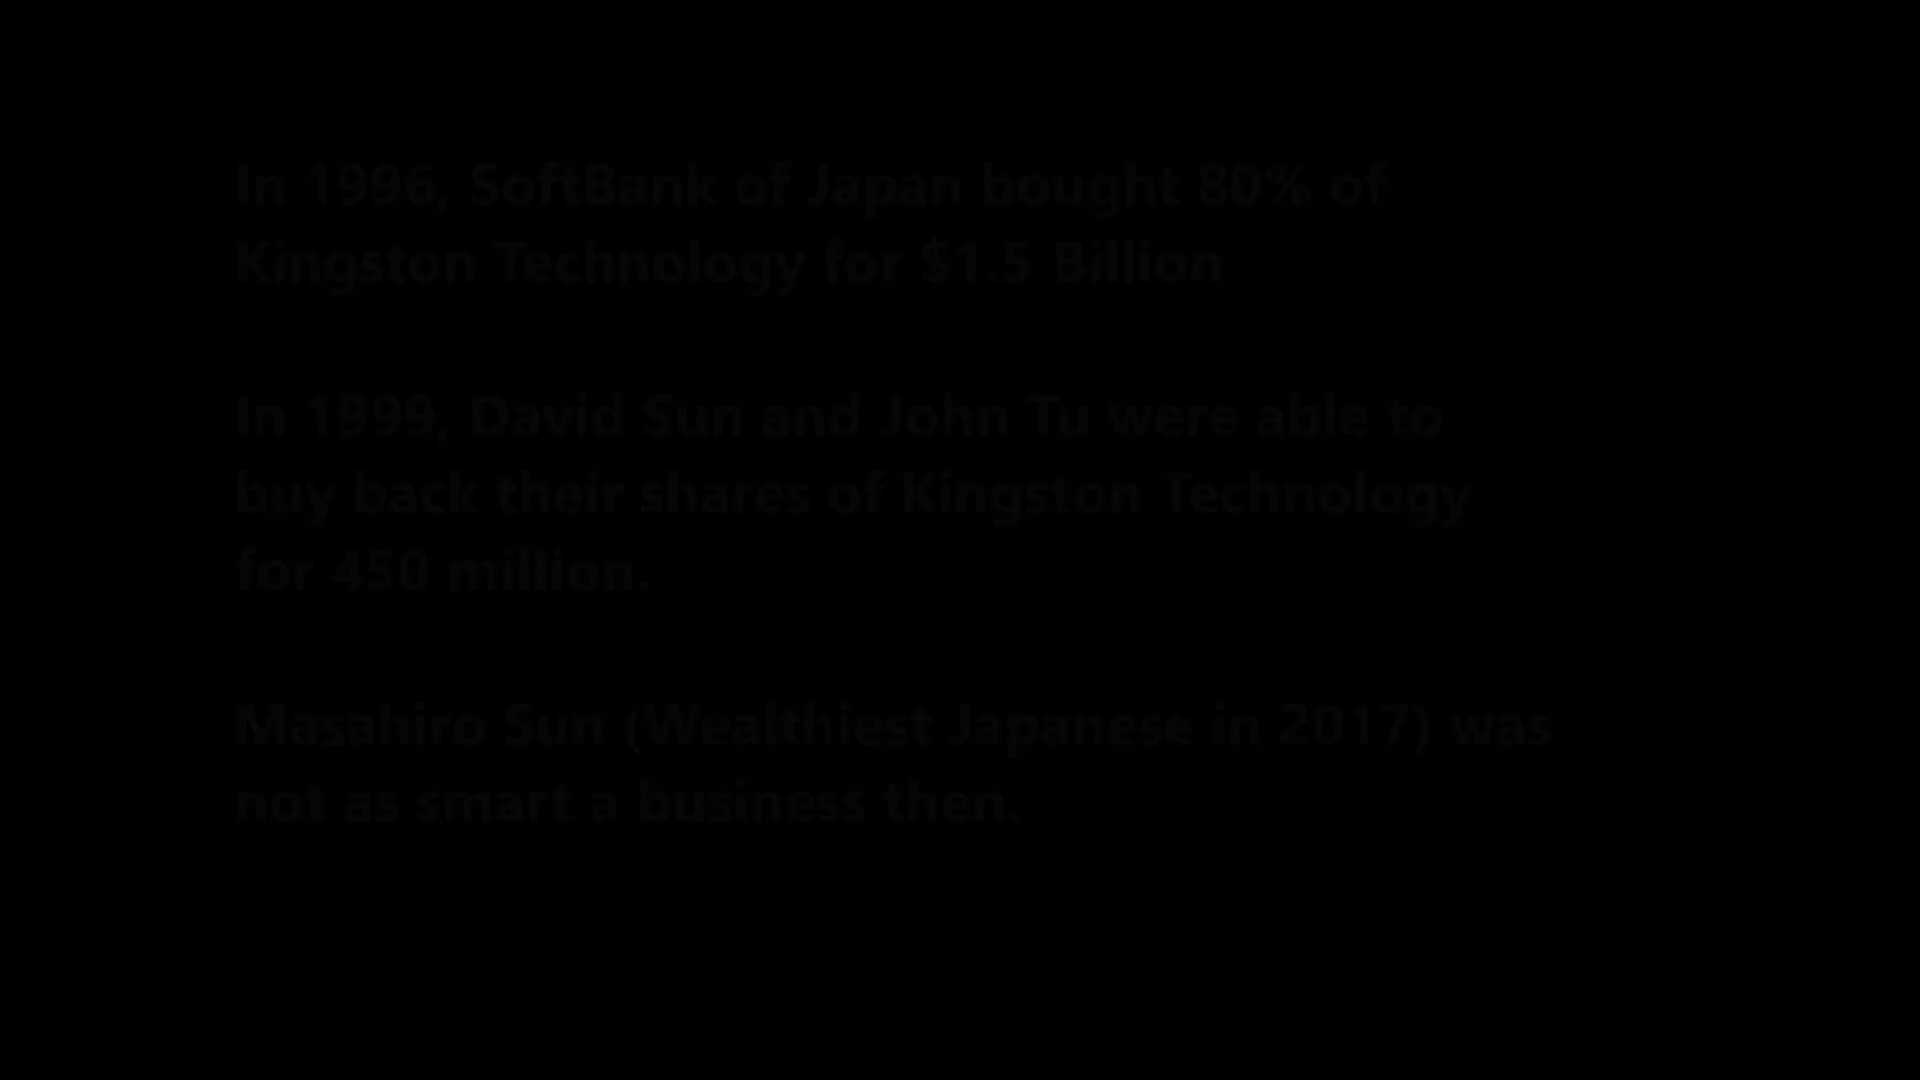 In 1996, SoftBank of Japan bought 80% of
Kingston Technology for $1.5 Billion
In 1999, David Sun and John Tu were able to
buy back their shares of Kingston Technology
for 450 million.
Masahiro Sun (Wealthiest Japanese in 2017) was
not as smart a business then.